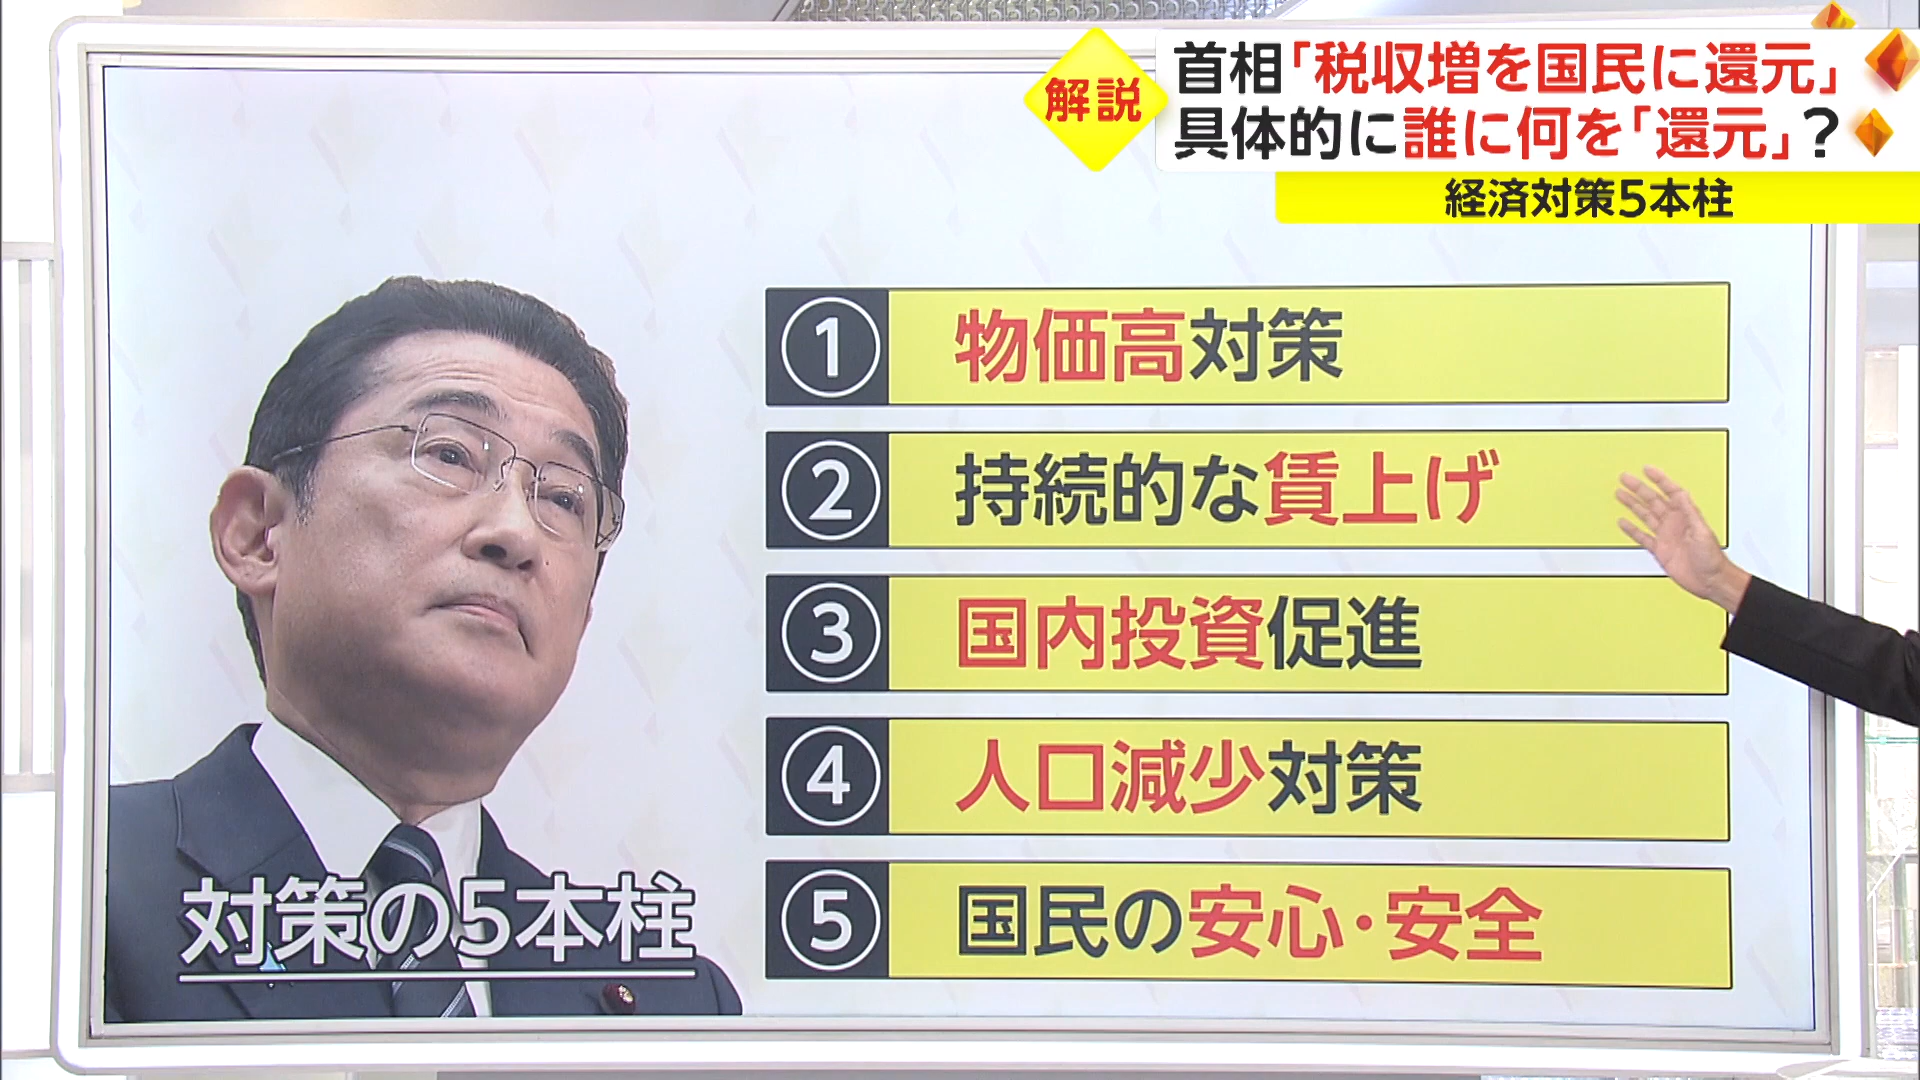 解説
首相「税収増を国民に還元」
具体的に誰に何を「還元」？
経済対策5本柱
① 物価高対策
② 持続的な賃上げ
③ 国内投資促進
④ 人口減少対策
⑤ 国民の安心・安全
対策の5本柱